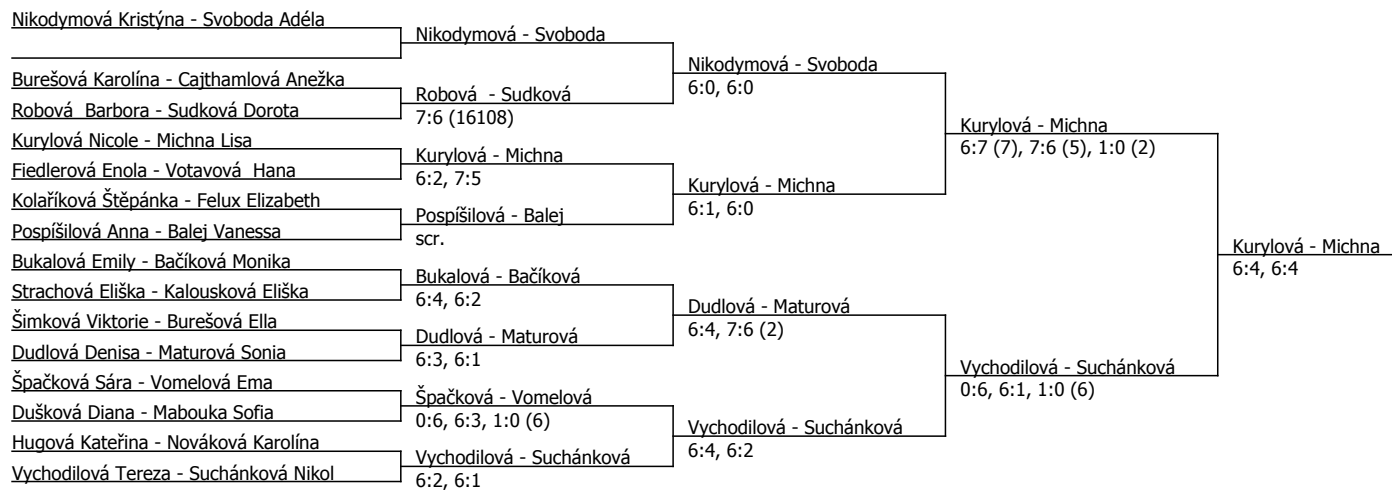 Nikodymová Kristýna - Svoboda Adéla
Burešová Karolína - Cajthamlová Anežka
Robová  Barbora - Sudková Dorota
Kurylová Nicole - Michna Lisa
Fiedlerová Enola - Votavová  Hana
Kolaříková Štěpánka - Felux Elizabeth
Pospíšilová Anna - Balej Vanessa
Bukalová Emily - Bačíková Monika
Strachová Eliška - Kalousková Eliška
Šimková Viktorie - Burešová Ella
Dudlová Denisa - Maturová Sonia
Špačková Sára - Vomelová Ema
Dušková Diana - Mabouka Sofia
Hugová Kateřina - Nováková Karolína
Vychodilová Tereza - Suchánková Nikol
Nikodymová - Svoboda
Robová  - Sudková
7:6 (16108)
Kurylová - Michna
6:2, 7:5
Pospíšilová - Balej
scr.
Bukalová - Bačíková
6:4, 6:2
Dudlová - Maturová
6:3, 6:1
Špačková - Vomelová
0:6, 6:3, 1:0 (6)
Vychodilová - Suchánková
6:2, 6:1
Nikodymová - Svoboda
6:0, 6:0
Kurylová - Michna
6:1, 6:0
Dudlová - Maturová
6:4, 7:6 (2)
Vychodilová - Suchánková
6:4, 6:2
Kurylová - Michna
6:7 (7), 7:6 (5), 1:0 (2)
Vychodilová - Suchánková
0:6, 6:1, 1:0 (6)
Kurylová - Michna
6:4, 6:4